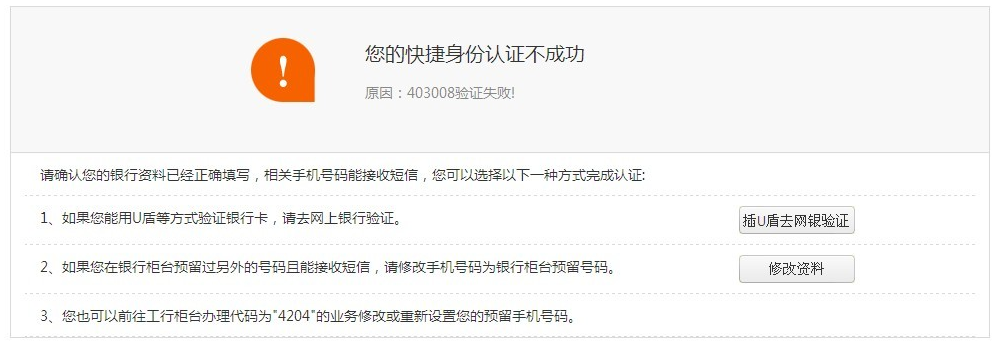 !
您的快捷身份认证不成功
原因：403008验证失败!
请确认您的银行资料已经正确填写，相关手机号码能接收短信，您可以选择以下一种方式完成认证:
1、如果您能用U盾等方式验证银行卡，请去网上银行验证。
插U盾去网银验证
2、如果您在银行柜台预留过另外的号码且能接收短信，请修改手机号码为银行柜台预留号码。
修改资料
3、您也可以前往工行柜台办理代码为"4204"的业务修改或重新设置您的预留手机号码。